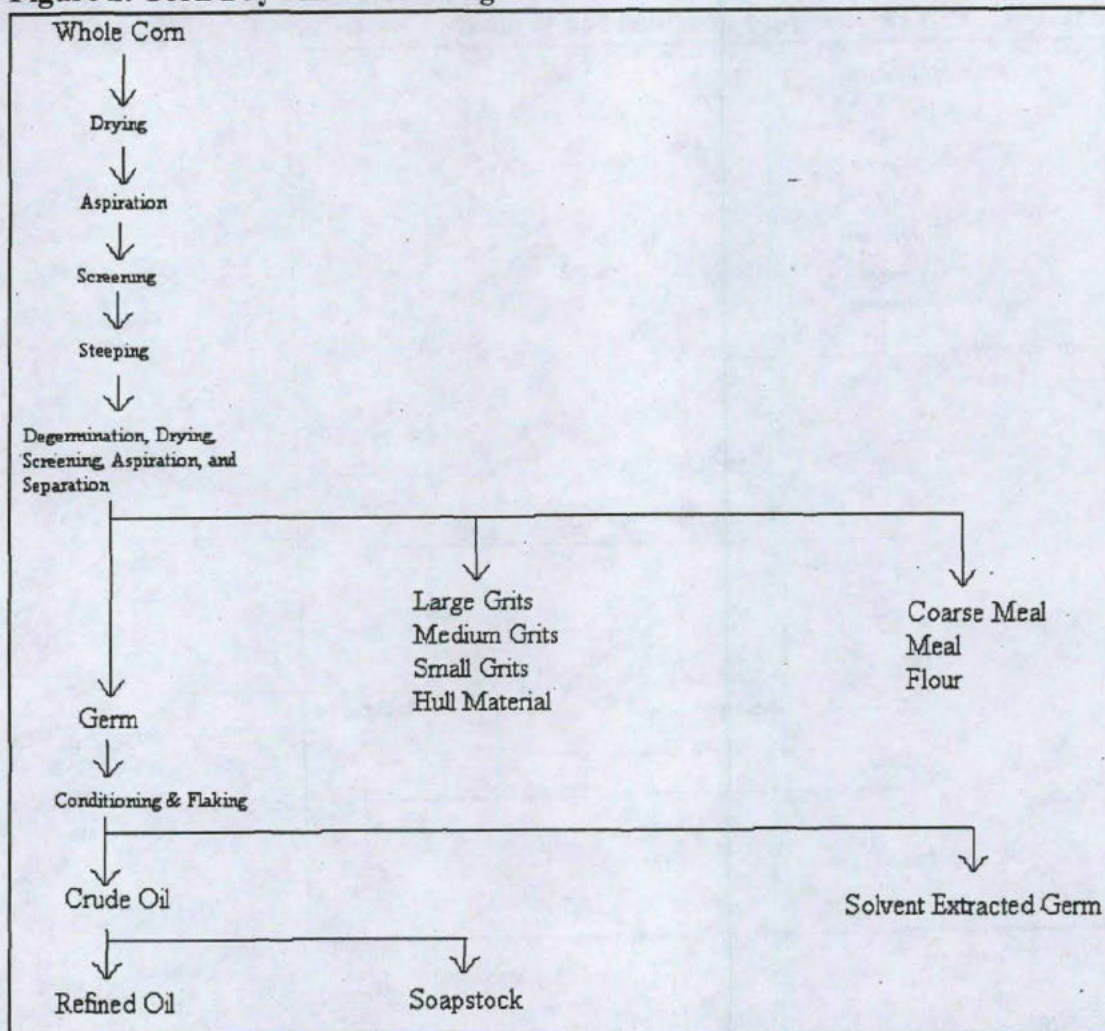 Whole Corn
Drying
Aspiration
Screening
Steeping
Degermination, Drying,
Screening, Aspiration, and
Separation
Large Grits
Medium Grits
Small Grits
Hull Material
Coarse Meal
Meal
Flour
Germ
Conditioning & Flaking
Crude Oil
Solvent Extracted Germ
Refined Oil
Soapstock